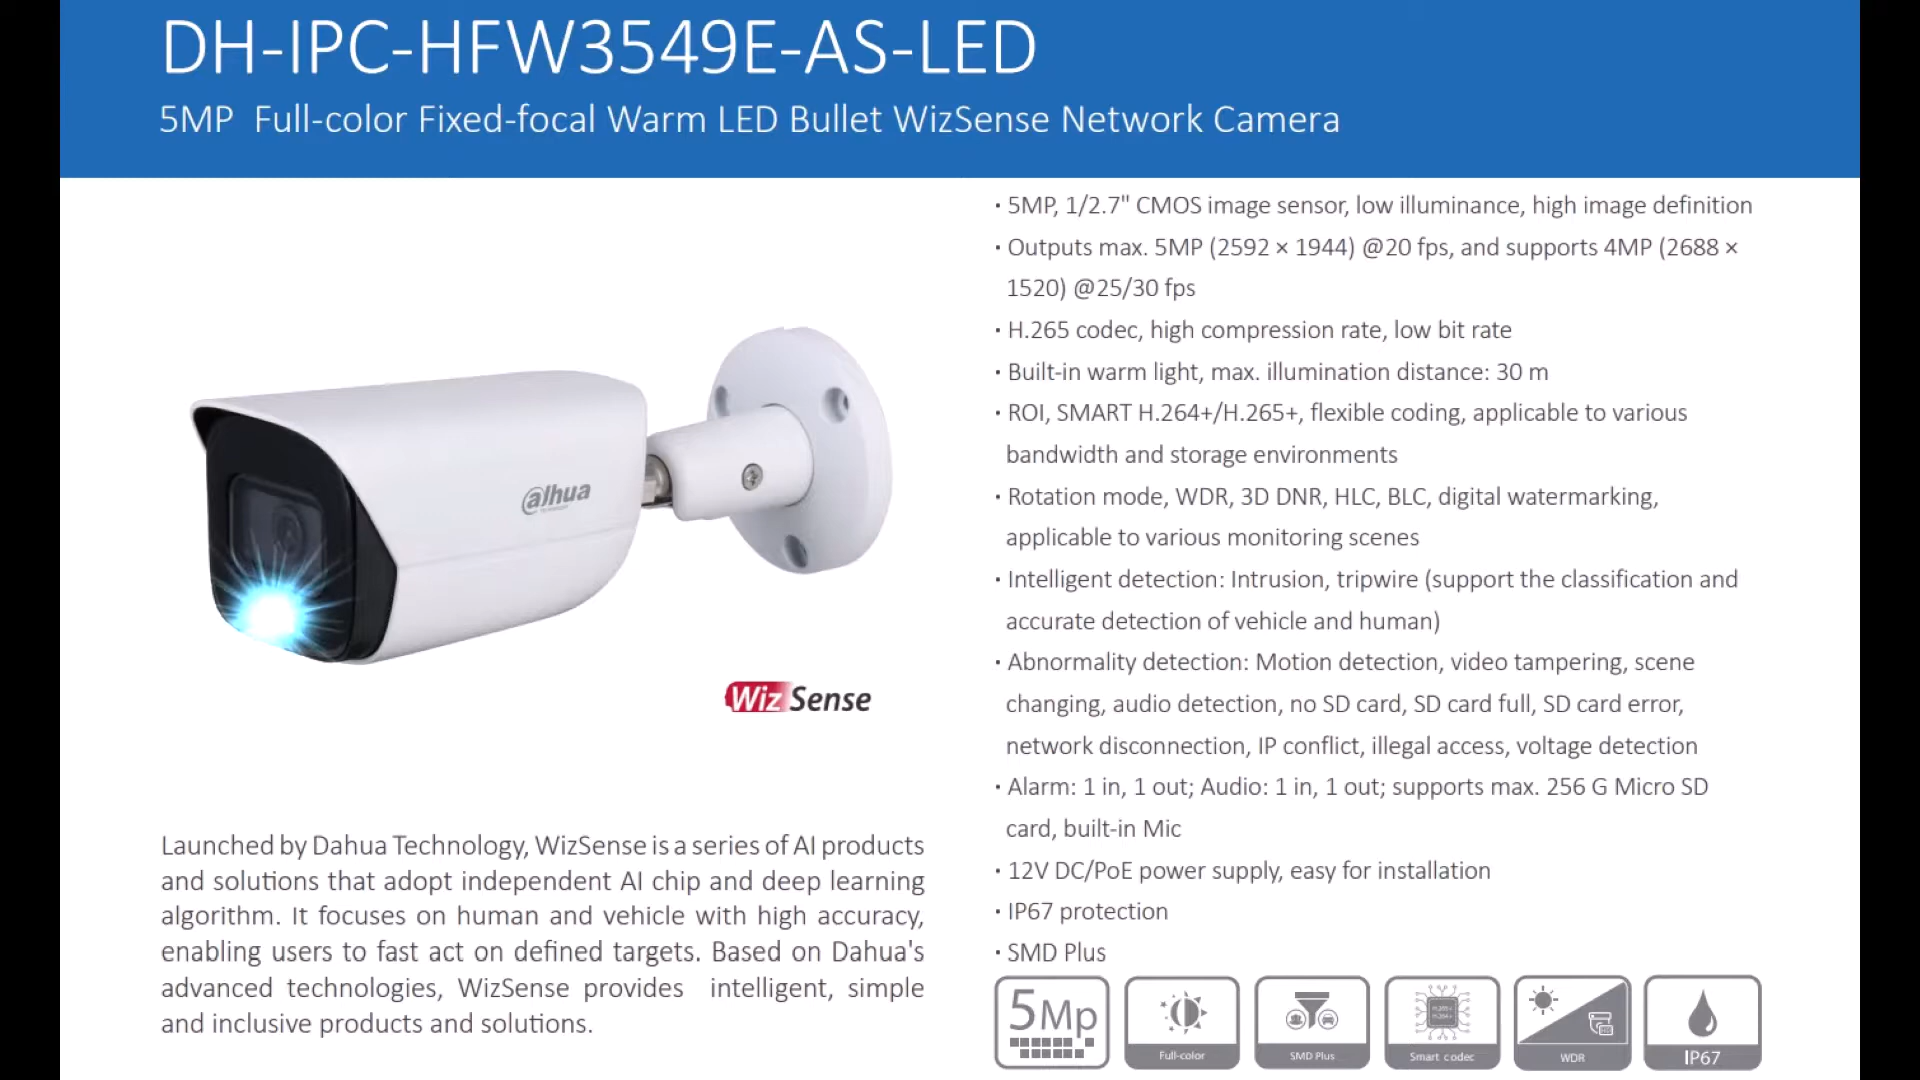 DH-IPC-HFW3549E-AS-LED
5MP Full-color Fixed-focal Warm LED Bullet WizSense Network Camera
alhua
TECHNOLOGY
Wiz Sense
Launched by Dahua Technology, WizSense is a series of AI products
and solutions that adopt independent AI chip and deep learning
algorithm. It focuses on human and vehicle with high accuracy,
enabling users to fast act on defined targets. Based on Dahua's
advanced technologies, WizSense provides intelligent, simple
and inclusive products and solutions.
· 5MP, 1/2.7" CMOS image sensor, low illuminance, high image definition
· Outputs max. 5MP (2592 × 1944) @20 fps, and supports 4MP (2688 ×
1520) @25/30 fps
· H.265 codec, high compression rate, low bit rate
· Built-in warm light, max. illumination distance: 30 m
· ROI, SMART H.264+/H.265+, flexible coding, applicable to various
bandwidth and storage environments
· Rotation mode, WDR, 3D DNR, HLC, BLC, digital watermarking,
applicable to various monitoring scenes
· Intelligent detection: Intrusion, tripwire (support the classification and
accurate detection of vehicle and human)
· Abnormality detection: Motion detection, video tampering, scene
changing, audio detection, no SD card, SD card full, SD card error,
network disconnection, IP conflict, illegal access, voltage detection
· Alarm: 1 in, 1 out; Audio: 1 in, 1 out; supports max. 256 G Micro SD
card, built-in Mic
· 12V DC/PoE power supply, easy for installation
· IP67 protection
· SMD Plus
5Mp
Full-color
SMD Plus
H.265+
H.264+
Smart codec
WDR
IP67